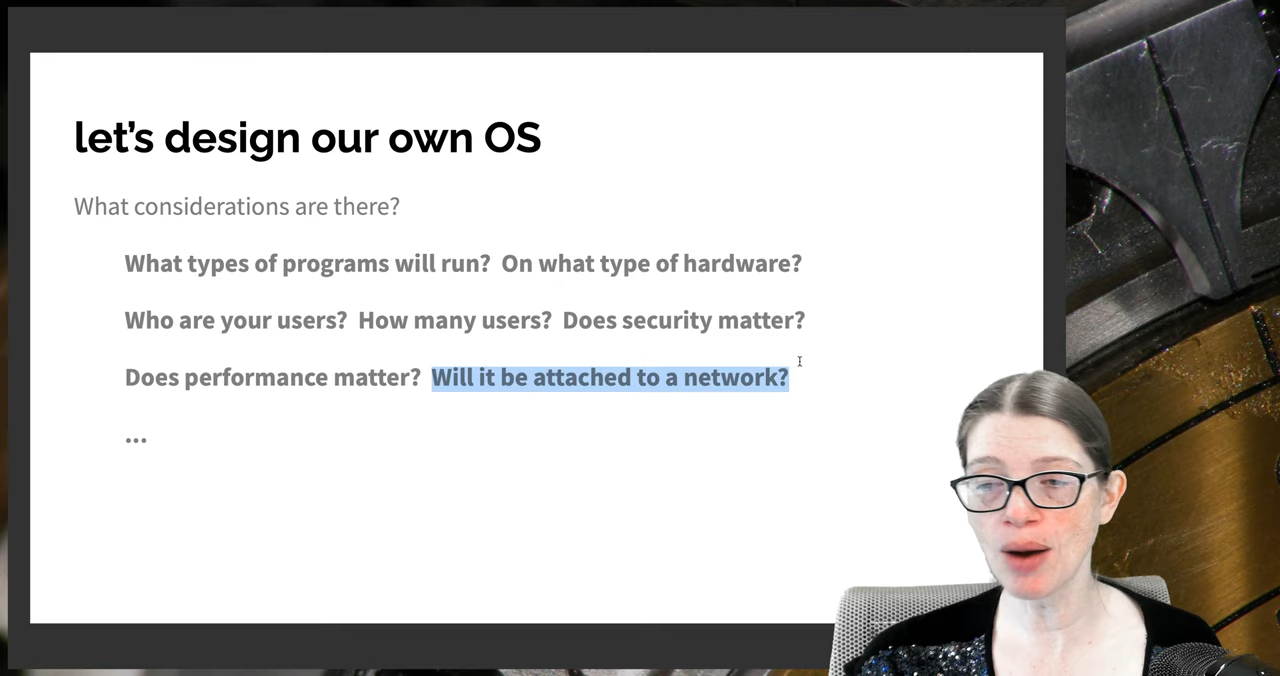 let's design our own OS
What considerations are there?
What types of programs will run? On what type of hardware?
Who are your users? How many users? Does security matter?
Does performance matter? Will it be attached to a network?
...